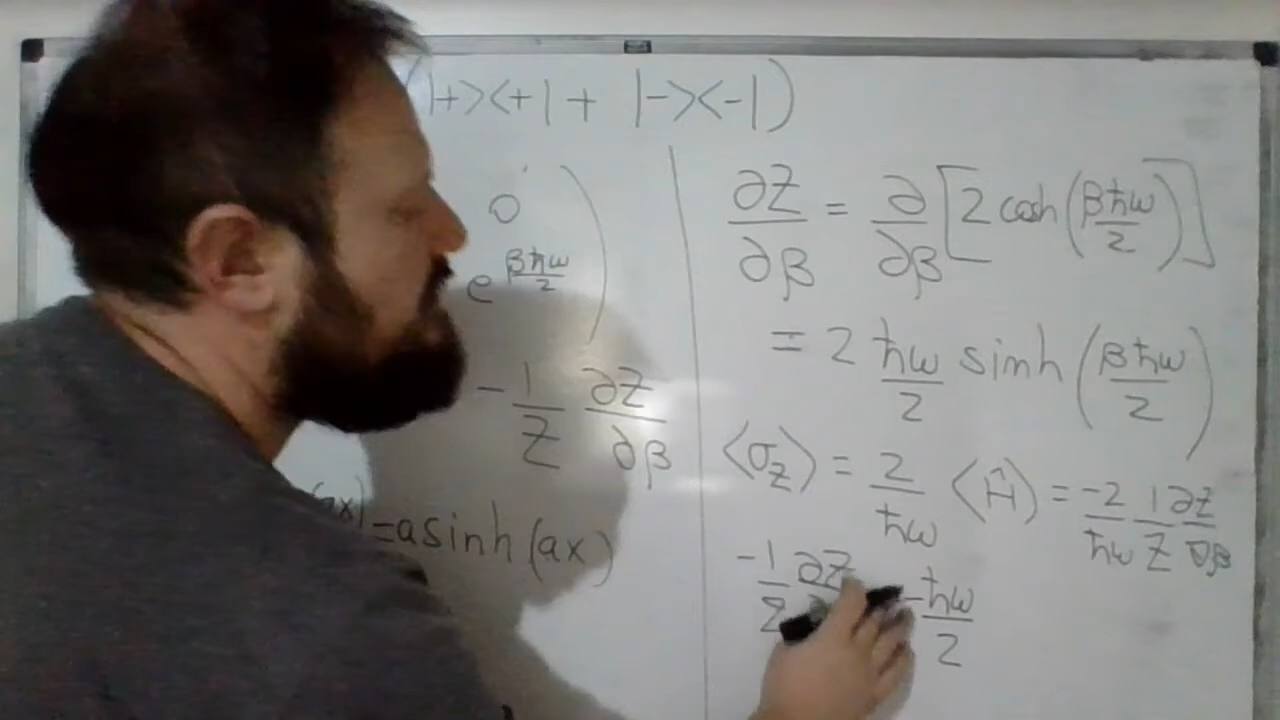 (|+><+| + |-><-|)
0
e^{βħω/2}
- 1/Z ∂Z/∂β
ax) = a sinh(ax)
∂Z/∂β = ∂/∂β [2 cosh(βħω/2)]
= 2 ħω/2 sinh(βħω/2)
⟨σ_z⟩ = 2/ħω ⟨Ĥ⟩ = -2/ħω 1/Z ∂Z/∂β
-1/Z ∂Z -ħω/2